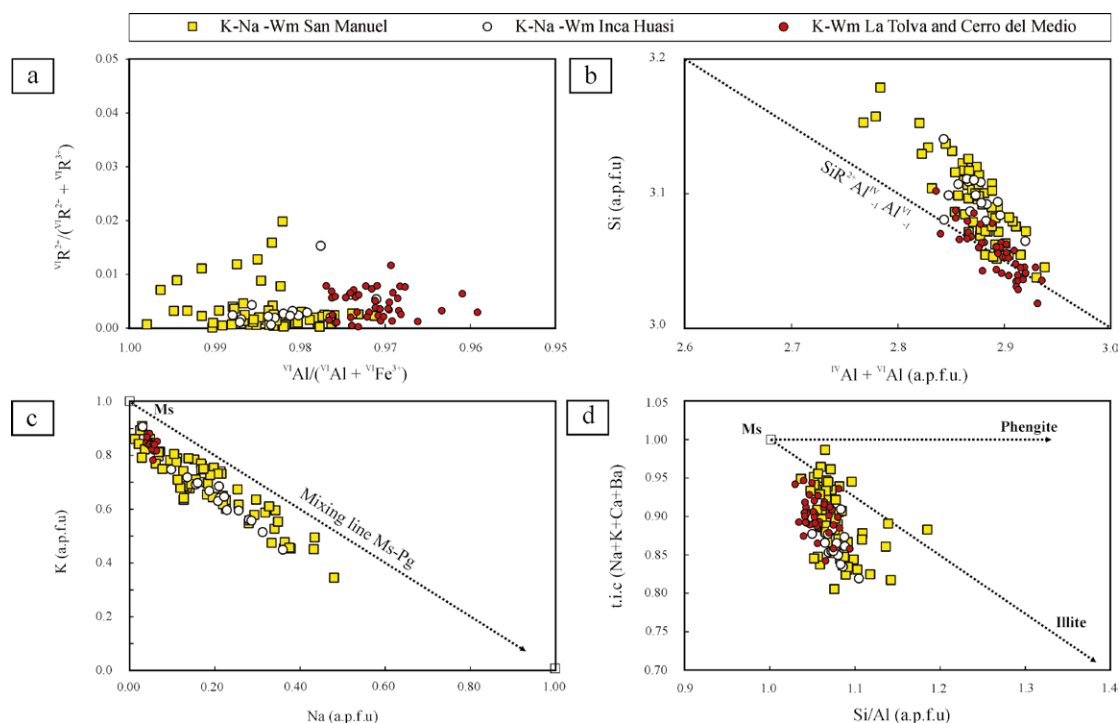 K-Na -Wm San Manuel
K-Na -Wm Inca Huasi
K-Wm La Tolva and Cerro del Medio
a
0.05
0.04
0.03
0.02
0.01
0.00
ⱽᴵR²⁺/(ⱽᴵR²⁺ + ⱽᴵR³⁺)
1.00 0.99 0.98 0.97 0.96 0.95
ⱽᴵAl/(ⱽᴵAl + ⱽᴵFe³⁺)
b
3.2
3.1
3.0
Si (a.p.f.u)
SiR²⁺Al₋₁ᴵⱽ Al₋₁ⱽᴵ
2.6 2.7 2.8 2.9 3.0
ᴵⱽAl + ⱽᴵAl (a.p.f.u.)
c
1.0
0.8
0.6
0.4
0.2
0.0
K (a.p.f.u)
Ms
Mixing line Ms-Pg
0.00 0.20 0.40 0.60 0.80 1.00
Na (a.p.f.u)
d
1.05
1.00
0.95
0.90
0.85
0.80
0.75
0.70
t.i.c (Na+K+Ca+Ba)
Ms
Phengite
Illite
0.9 1.0 1.1 1.2 1.3 1.4
Si/Al (a.p.f.u)